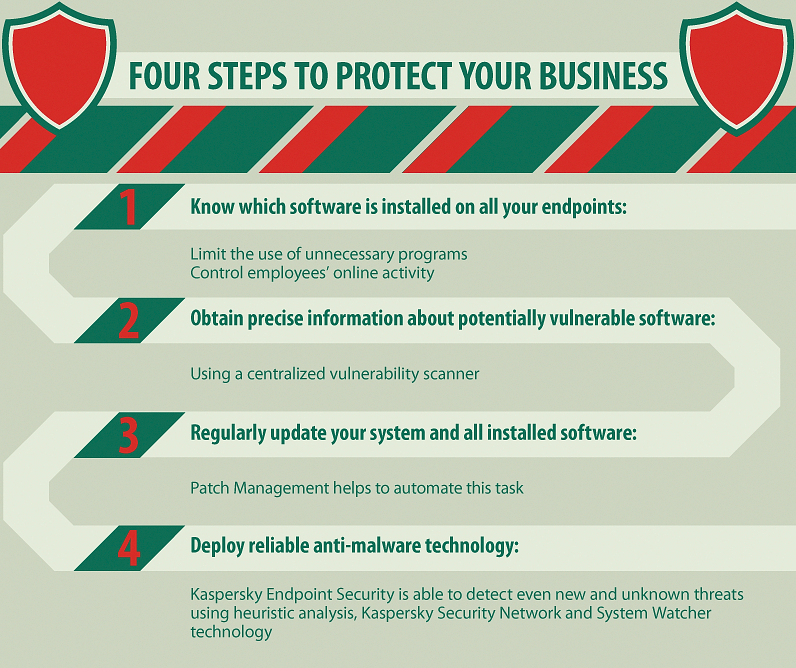 FOUR STEPS TO PROTECT YOUR BUSINESS
1
Know which software is installed on all your endpoints:
Limit the use of unnecessary programs
Control employees’ online activity
2
Obtain precise information about potentially vulnerable software:
Using a centralized vulnerability scanner
3
Regularly update your system and all installed software:
Patch Management helps to automate this task
4
Deploy reliable anti-malware technology:
Kaspersky Endpoint Security is able to detect even new and unknown threats
using heuristic analysis, Kaspersky Security Network and System Watcher
technology